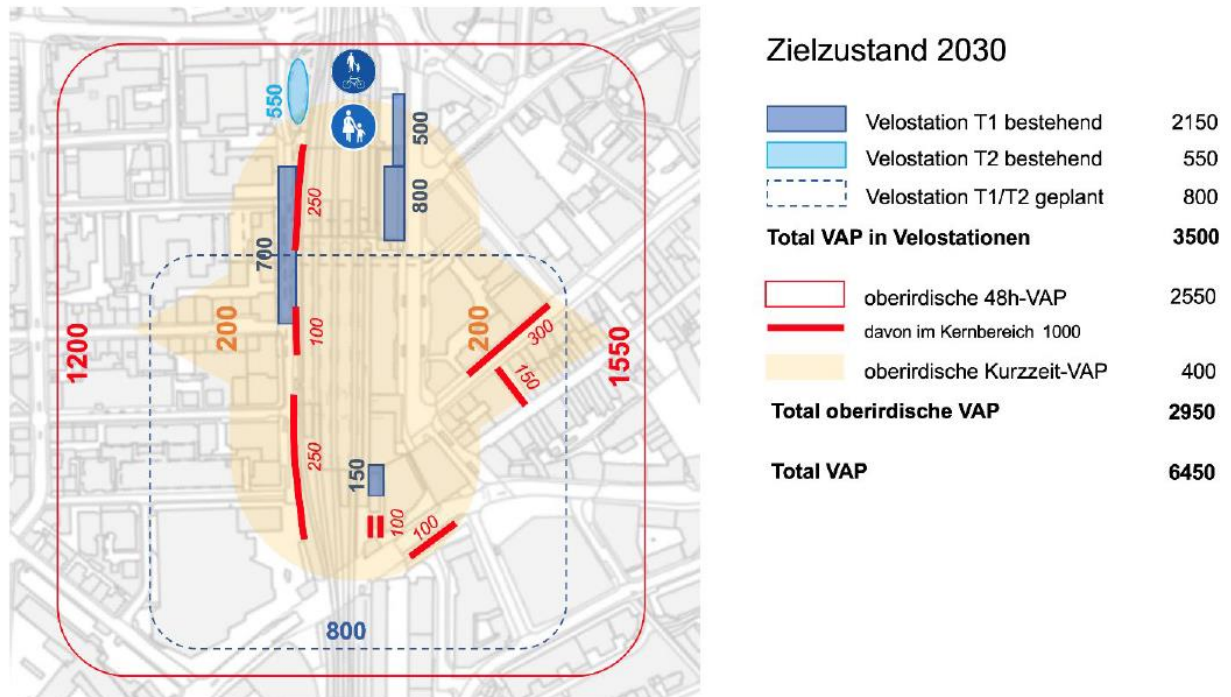 550
500
800
250
700
200
100
200
300
150
1200
1550
250
150
100
100
800
Zielzustand 2030
Velostation T1 bestehend 2150
Velostation T2 bestehend 550
Velostation T1/T2 geplant 800
Total VAP in Velostationen 3500
oberirdische 48h-VAP 2550
davon im Kernbereich 1000
oberirdische Kurzzeit-VAP 400
Total oberirdische VAP 2950
Total VAP 6450